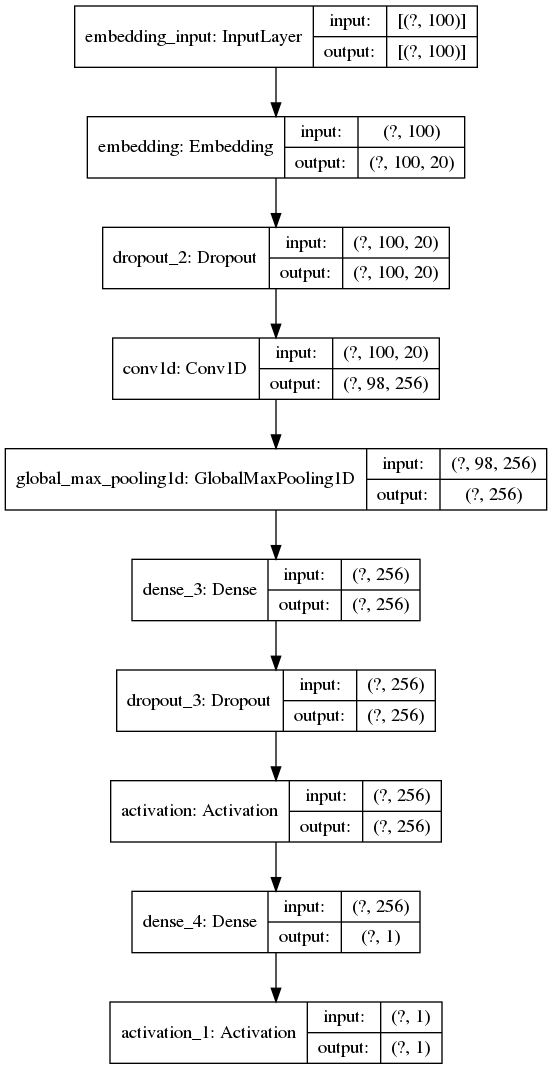 embedding_input: InputLayer input: [(?, 100)]
output: [(?, 100)]
embedding: Embedding input: (?, 100)
output: (?, 100, 20)
dropout_2: Dropout input: (?, 100, 20)
output: (?, 100, 20)
conv1d: Conv1D input: (?, 100, 20)
output: (?, 98, 256)
global_max_pooling1d: GlobalMaxPooling1D input: (?, 98, 256)
output: (?, 256)
dense_3: Dense input: (?, 256)
output: (?, 256)
dropout_3: Dropout input: (?, 256)
output: (?, 256)
activation: Activation input: (?, 256)
output: (?, 256)
dense_4: Dense input: (?, 256)
output: (?, 1)
activation_1: Activation input: (?, 1)
output: (?, 1)